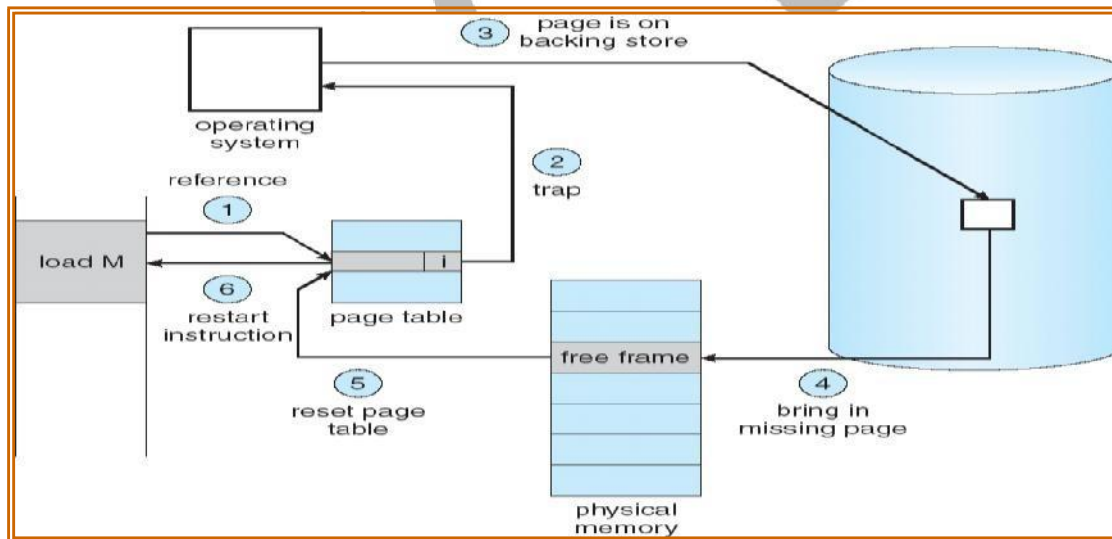 3
page is on
backing store
operating
system
2
trap
reference
1
load M
i
6
restart
instruction
page table
free frame
5
reset page
table
4
bring in
missing page
physical
memory